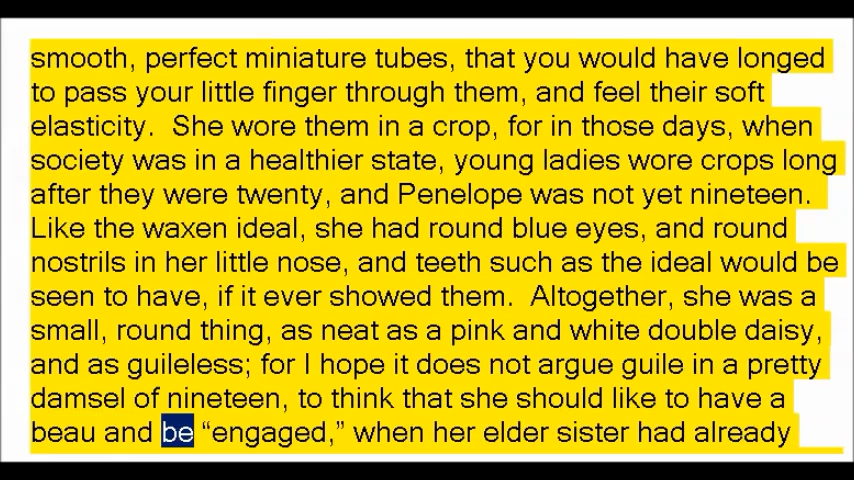 smooth, perfect miniature tubes, that you would have longed
to pass your little finger through them, and feel their soft
elasticity.  She wore them in a crop, for in those days, when
society was in a healthier state, young ladies wore crops long
after they were twenty, and Penelope was not yet nineteen.
Like the waxen ideal, she had round blue eyes, and round
nostrils in her little nose, and teeth such as the ideal would be
seen to have, if it ever showed them.  Altogether, she was a
small, round thing, as neat as a pink and white double daisy,
and as guileless; for I hope it does not argue guile in a pretty
damsel of nineteen, to think that she should like to have a
beau and be “engaged,” when her elder sister had already